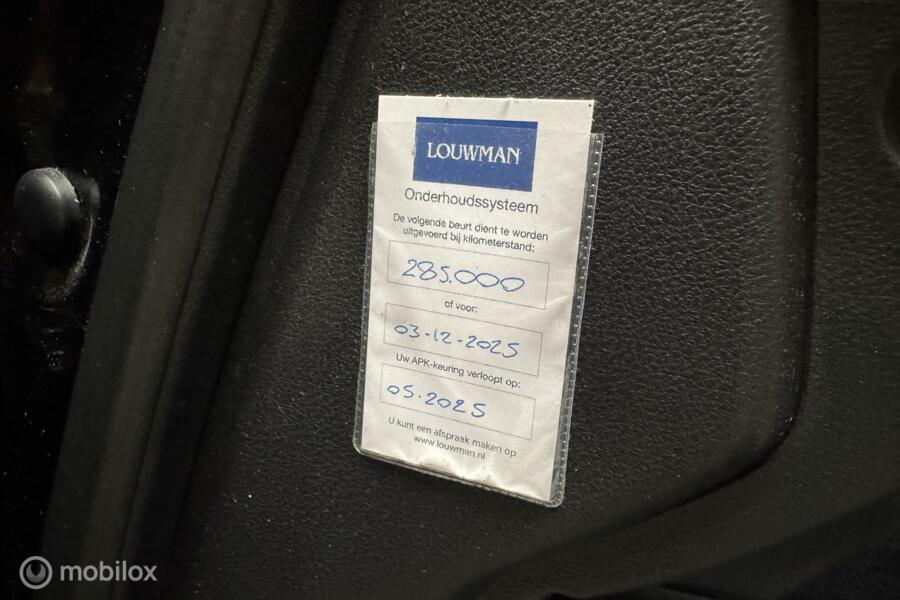 LOUWMAN
Onderhoudssysteem
De volgende beurt dient te worden
uitgevoerd bij kilometerstand:
285.000
of voor:
03-12-2025
Uw APK-keuring verloopt op:
05.2025
U kunt een afspraak maken op
www.louwman.nl
mobilox